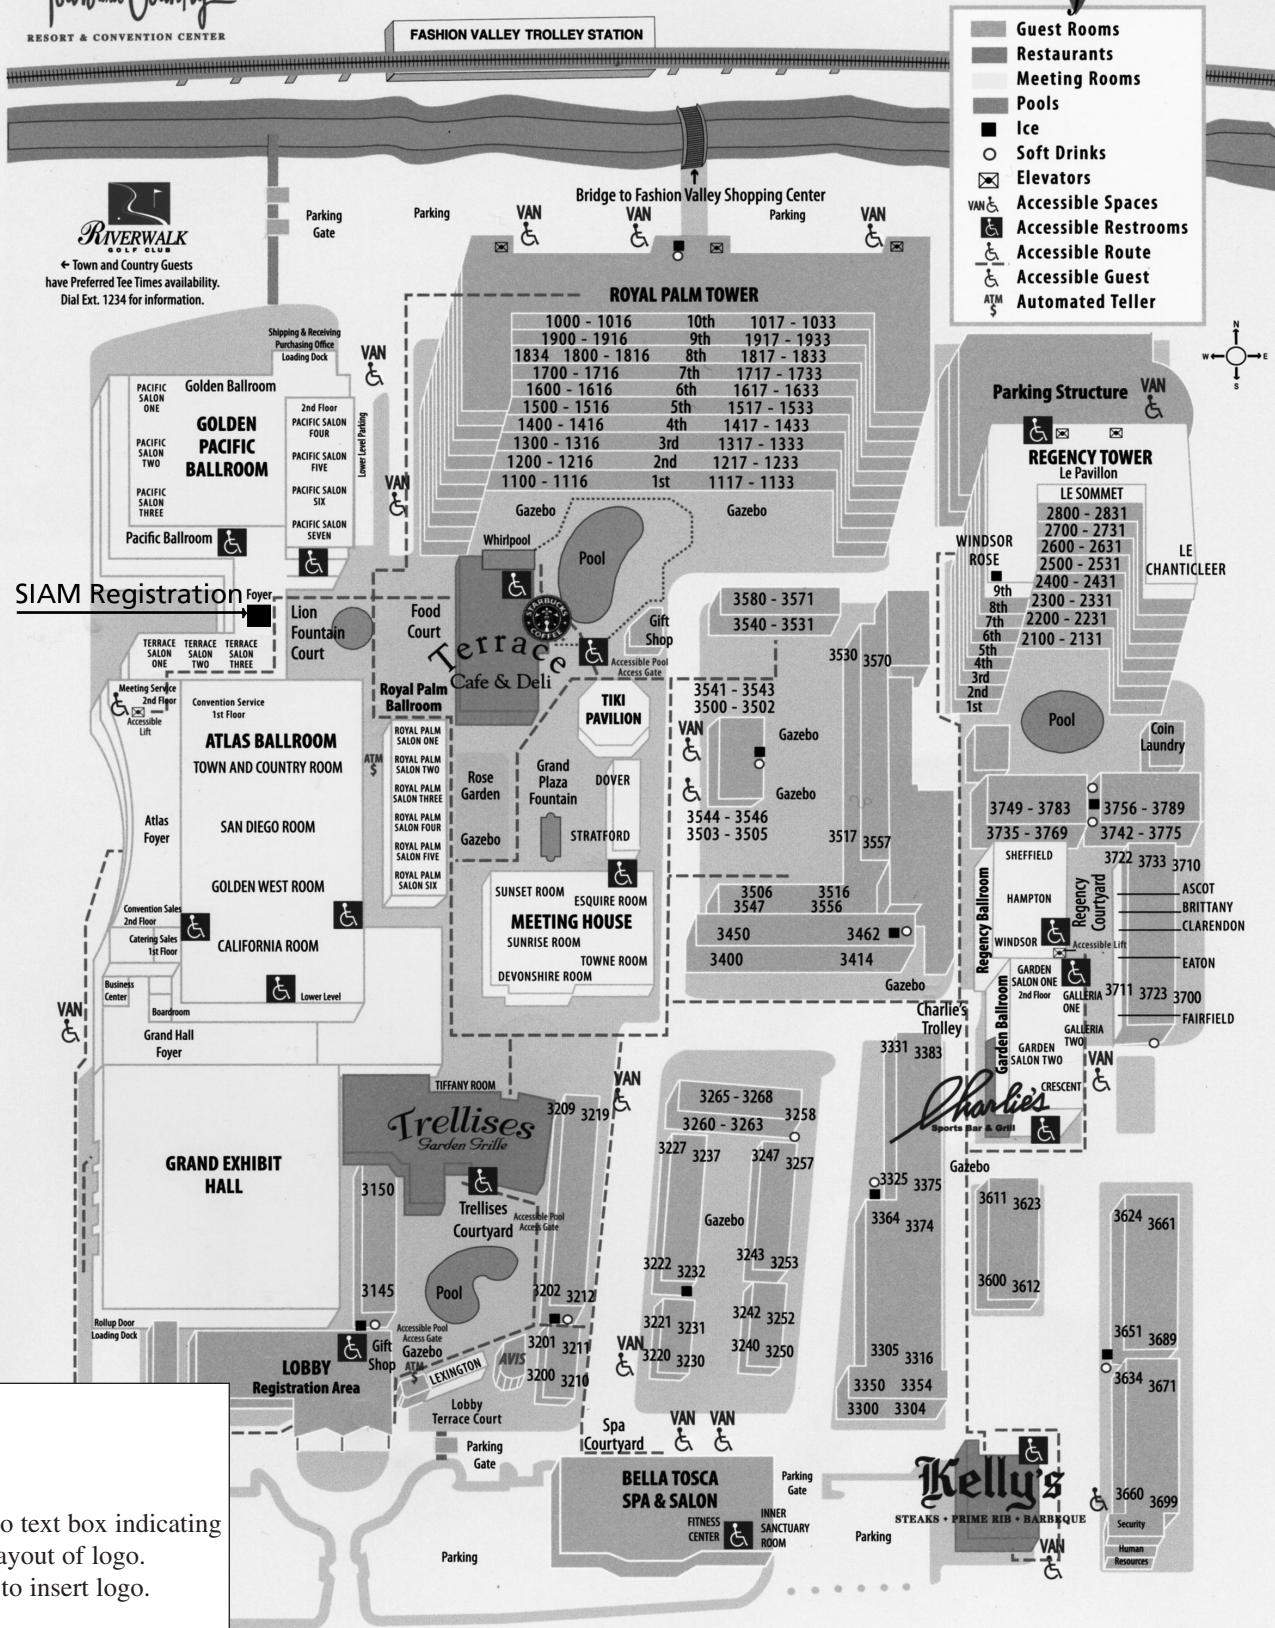 Town and Country
RESORT & CONVENTION CENTER
FASHION VALLEY TROLLEY STATION
Guest Rooms
Restaurants
Meeting Rooms
Pools
Ice
Soft Drinks
Elevators
VAN Accessible Spaces
Accessible Restrooms
Accessible Route
Accessible Guest
ATM $ Automated Teller
Bridge to Fashion Valley Shopping Center
RIVERWALK
GOLF CLUB
← Town and Country Guests
have Preferred Tee Times availability.
Dial Ext. 1234 for information.
Parking
Gate
Parking
VAN
VAN
Parking
VAN
N
W E
S
ROYAL PALM TOWER
1000 - 1016 10th 1017 - 1033
1900 - 1916 9th 1917 - 1933
1834 1800 - 1816 8th 1817 - 1833
1700 - 1716 7th 1717 - 1733
1600 - 1616 6th 1617 - 1633
1500 - 1516 5th 1517 - 1533
1400 - 1416 4th 1417 - 1433
1300 - 1316 3rd 1317 - 1333
1200 - 1216 2nd 1217 - 1233
1100 - 1116 1st 1117 - 1133
Gazebo
Gazebo
Shipping & Receiving
Purchasing Office
Loading Dock
VAN
Golden Ballroom
PACIFIC
SALON
ONE
GOLDEN
PACIFIC
BALLROOM
PACIFIC
SALON
TWO
PACIFIC
SALON
THREE
2nd Floor
PACIFIC SALON
FOUR
PACIFIC SALON
FIVE
PACIFIC SALON
SIX
PACIFIC SALON
SEVEN
Lower Level Parking
VAN
Pacific Ballroom
Parking Structure
VAN
REGENCY TOWER
Le Pavillon
LE SOMMET
2800 - 2831
2700 - 2731
2600 - 2631
2500 - 2531
2400 - 2431
2300 - 2331
2200 - 2231
2100 - 2131
WINDSOR
ROSE
9th
8th
7th
6th
5th
4th
3rd
2nd
1st
LE
CHANTICLEER
Pool
Coin
Laundry
SIAM Registration
Foyer
Lion
Fountain
Court
Food
Court
Whirlpool
Pool
STARBUCKS
COFFEE
Terrace
Cafe & Deli
Gift
Shop
Accessible Pool
Access Gate
TERRACE
SALON
ONE
TERRACE
SALON
TWO
TERRACE
SALON
THREE
Meeting Service
2nd Floor
Accessible
Lift
Convention Service
1st Floor
ATLAS BALLROOM
TOWN AND COUNTRY ROOM
SAN DIEGO ROOM
GOLDEN WEST ROOM
CALIFORNIA ROOM
Lower Level
Atlas
Foyer
Convention Sales
2nd Floor
Catering Sales
1st Floor
Business
Center
Boardroom
Grand Hall
Foyer
VAN
Royal Palm
Ballroom
ROYAL PALM
SALON ONE
ROYAL PALM
SALON TWO
ROYAL PALM
SALON THREE
ROYAL PALM
SALON FOUR
ROYAL PALM
SALON FIVE
ROYAL PALM
SALON SIX
ATM
$
Rose
Garden
Gazebo
TIKI
PAVILION
Grand
Plaza
Fountain
DOVER
STRATFORD
SUNSET ROOM
ESQUIRE ROOM
MEETING HOUSE
SUNRISE ROOM
TOWNE ROOM
DEVONSHIRE ROOM
3580 - 3571
3540 - 3531
3530
3570
3541 - 3543
3500 - 3502
VAN
Gazebo
Gazebo
3544 - 3546
3503 - 3505
3517
3557
3506 3516
3547 3556
3450 3462
3400 3414
Gazebo
Charlie's
Trolley
3749 - 3783
3756 - 3789
3735 - 3769
3742 - 3775
SHEFFIELD
HAMPTON
WINDSOR
Regency Ballroom
Regency
Courtyard
3722 3733 3710
ASCOT
BRITTANY
CLARENDON
EATON
FAIRFIELD
3711 3723 3700
Accessible Lift
GARDEN
SALON ONE
2nd Floor
GALLERIA
ONE
GALLERIA
TWO
GARDEN
SALON TWO
CRESCENT
Garden Ballroom
VAN
Charlie's
Sports Bar & Grill
Gazebo
GRAND EXHIBIT
HALL
TIFFANY ROOM
Trellises
Garden Grille
3209 3219
VAN
3150
3145
Trellises
Courtyard
Accessible Pool
Access Gate
Pool
3202 3212
3201 3211
3200 3210
3265 - 3268
3260 - 3263
3258
3227
3237
3247
3257
Gazebo
3222
3232
3243
3253
3221
3231
3242
3252
3220
3230
3240
3250
VAN
3331 3383
3325
3375
3364
3374
3305
3316
3350 3354
3300 3304
3611
3623
3600
3612
3624
3661
3651
3689
3634
3671
3660
3699
Security
Human
Resources
Rollup Door
Loading Dock
LOBBY
Registration Area
Gift
Shop
Accessible Pool
Access Gate
Gazebo
ATM
$
LEXINGTON
AVIS
Lobby
Terrace Court
Parking
Gate
Spa
Courtyard
VAN
VAN
BELLA TOSCA
SPA & SALON
FITNESS
CENTER
INNER
SANCTUARY
ROOM
Parking
Gate
Parking
Parking
Kelly's
STEAKS • PRIME RIB • BARBEQUE
VAN
o text box indicating
ayout of logo.
to insert logo.